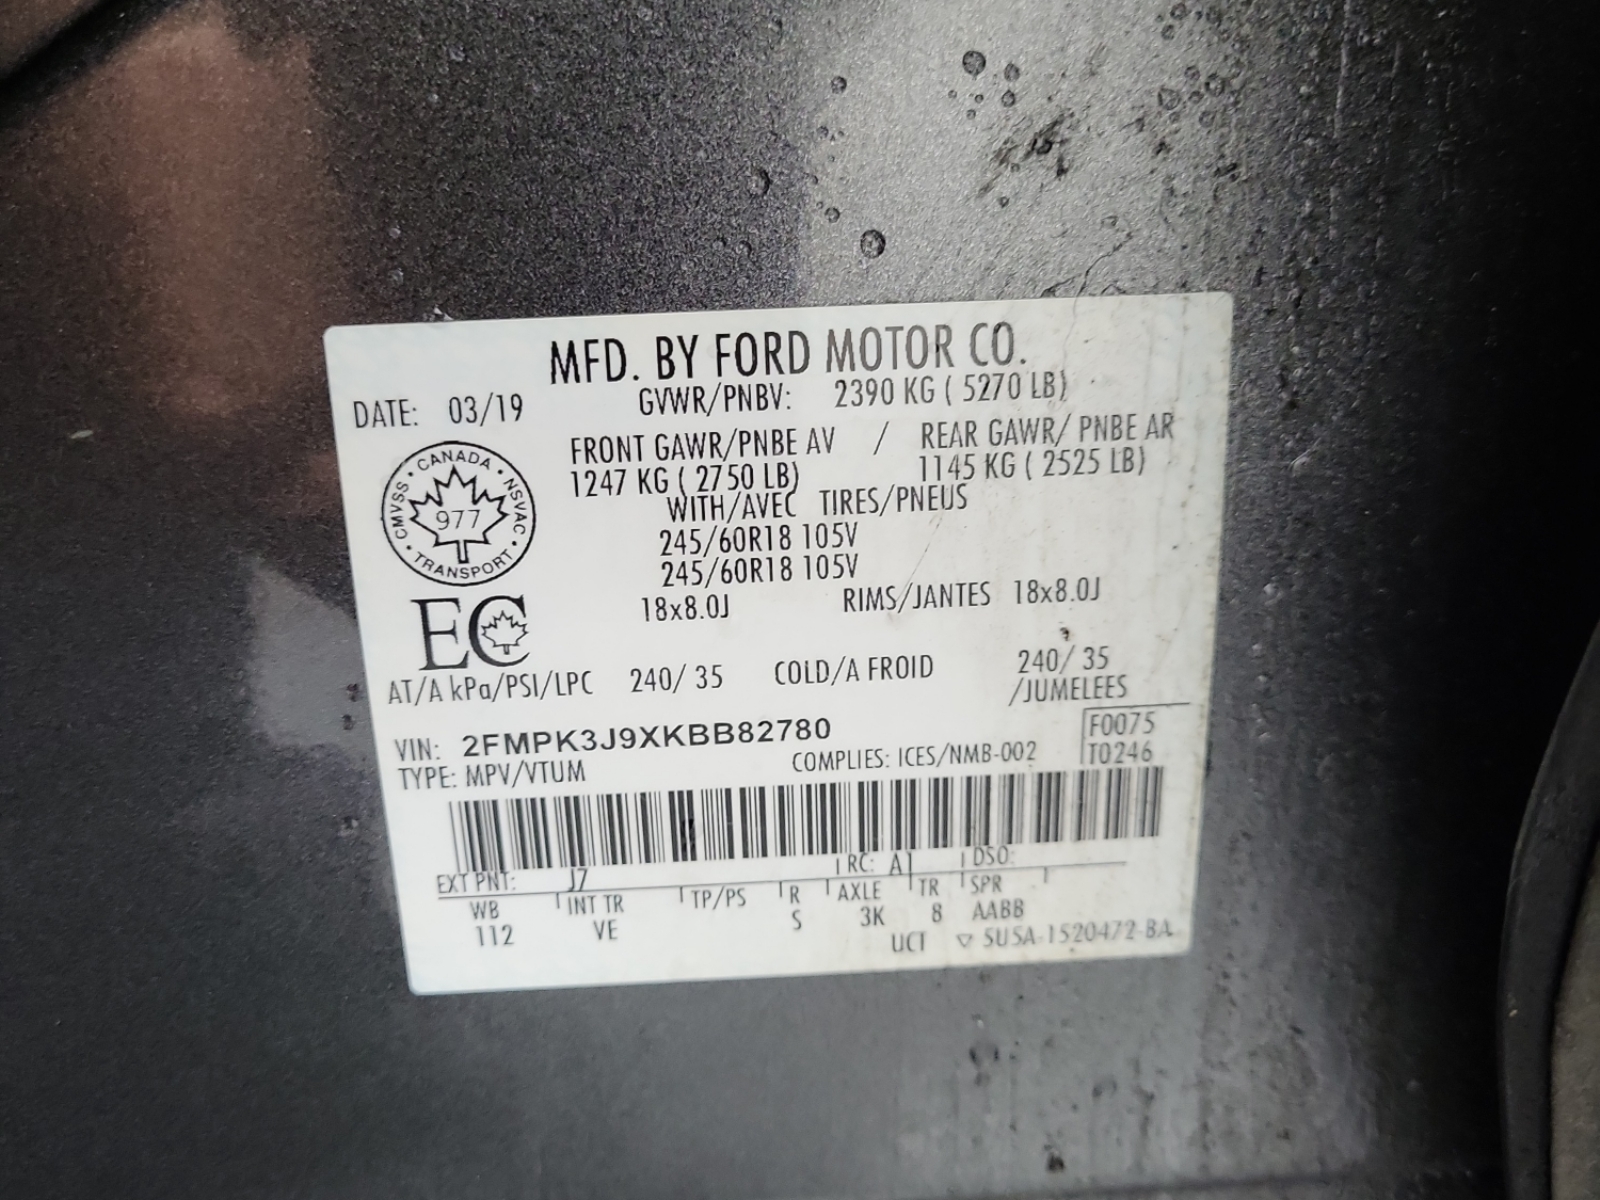 MFD. BY FORD MOTOR CO.
DATE: 03/19 GVWR/PNBV: 2390 KG ( 5270 LB)
FRONT GAWR/PNBE AV / REAR GAWR/ PNBE AR
1247 KG ( 2750 LB) 1145 KG ( 2525 LB)
WITH/AVEC TIRES/PNEUS
245/60R18 105V
245/60R18 105V
18x8.0J RIMS/JANTES 18x8.0J
CANADA
CMVSS 977 NSVAC
TRANSPORT
EC
AT/A kPa/PSI/LPC 240/ 35 COLD/A FROID 240/ 35
/JUMELEES
VIN: 2FMPK3J9XKBB82780 F0075
TYPE: MPV/VTUM COMPLIES: ICES/NMB-002 T0246
EXT PNT: J7 RC: A DSO:
WB INT TR TP/PS R AXLE TR SPR
112 VE S 3K 8 AABB
UCT ▽ 5U5A-1520472-BA